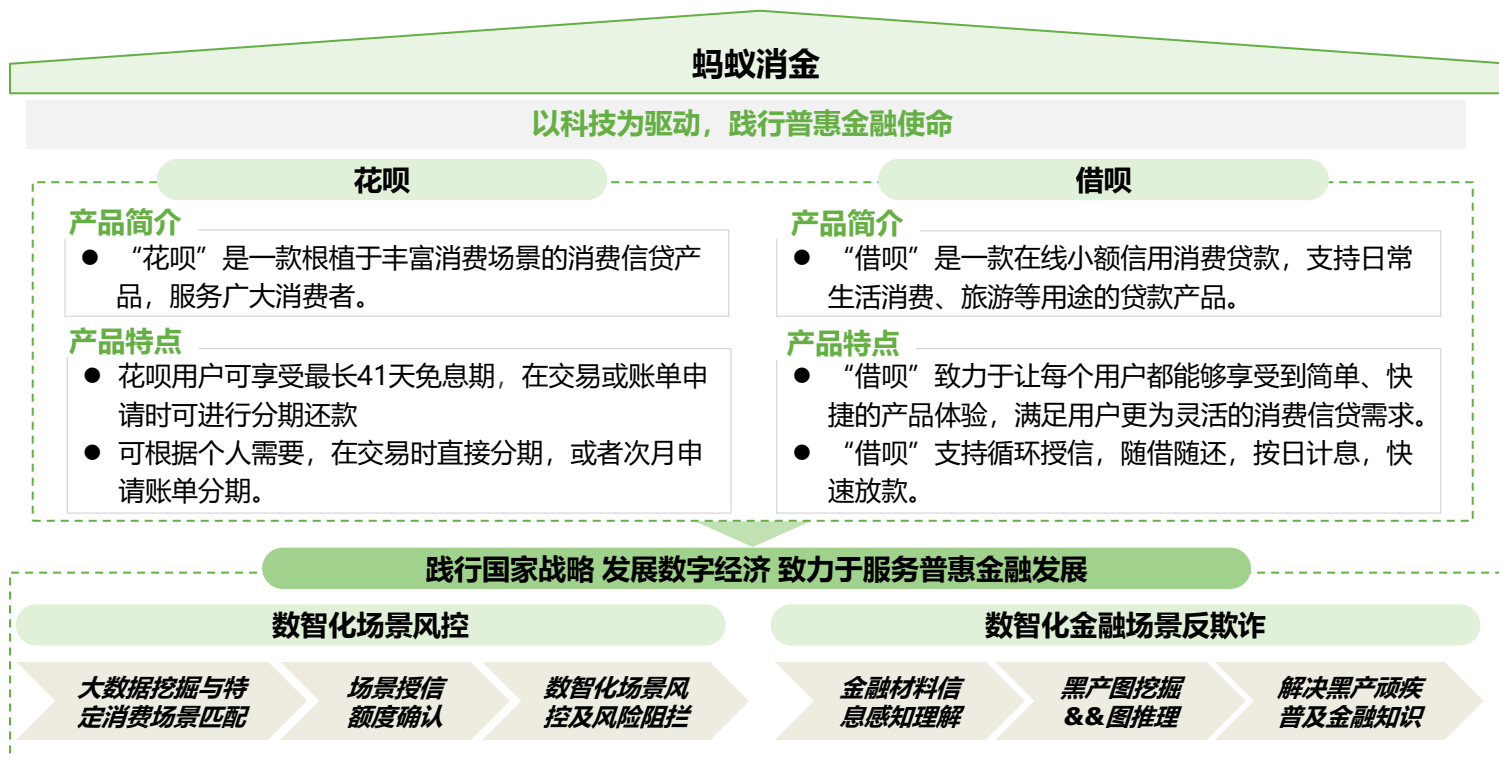 蚂蚁消金
以科技为驱动，践行普惠金融使命
花呗
产品简介
● “花呗”是一款根植于丰富消费场景的消费信贷产
品，服务广大消费者。
产品特点
● 花呗用户可享受最长41天免息期，在交易或账单申
请时可进行分期还款
● 可根据个人需要，在交易时直接分期，或者次月申
请账单分期。
借呗
产品简介
● “借呗”是一款在线小额信用消费贷款，支持日常
生活消费、旅游等用途的贷款产品。
产品特点
● “借呗”致力于让每个用户都能够享受到简单、快
捷的产品体验，满足用户更为灵活的消费信贷需求。
● “借呗”支持循环授信，随借随还，按日计息，快
速放款。
践行国家战略 发展数字经济 致力于服务普惠金融发展
数智化场景风控
大数据挖掘与特
定消费场景匹配
场景授信
额度确认
数智化场景风
控及风险阻拦
数智化金融场景反欺诈
金融材料信
息感知理解
黑产图挖掘
&&图推理
解决黑产顽疾
普及金融知识